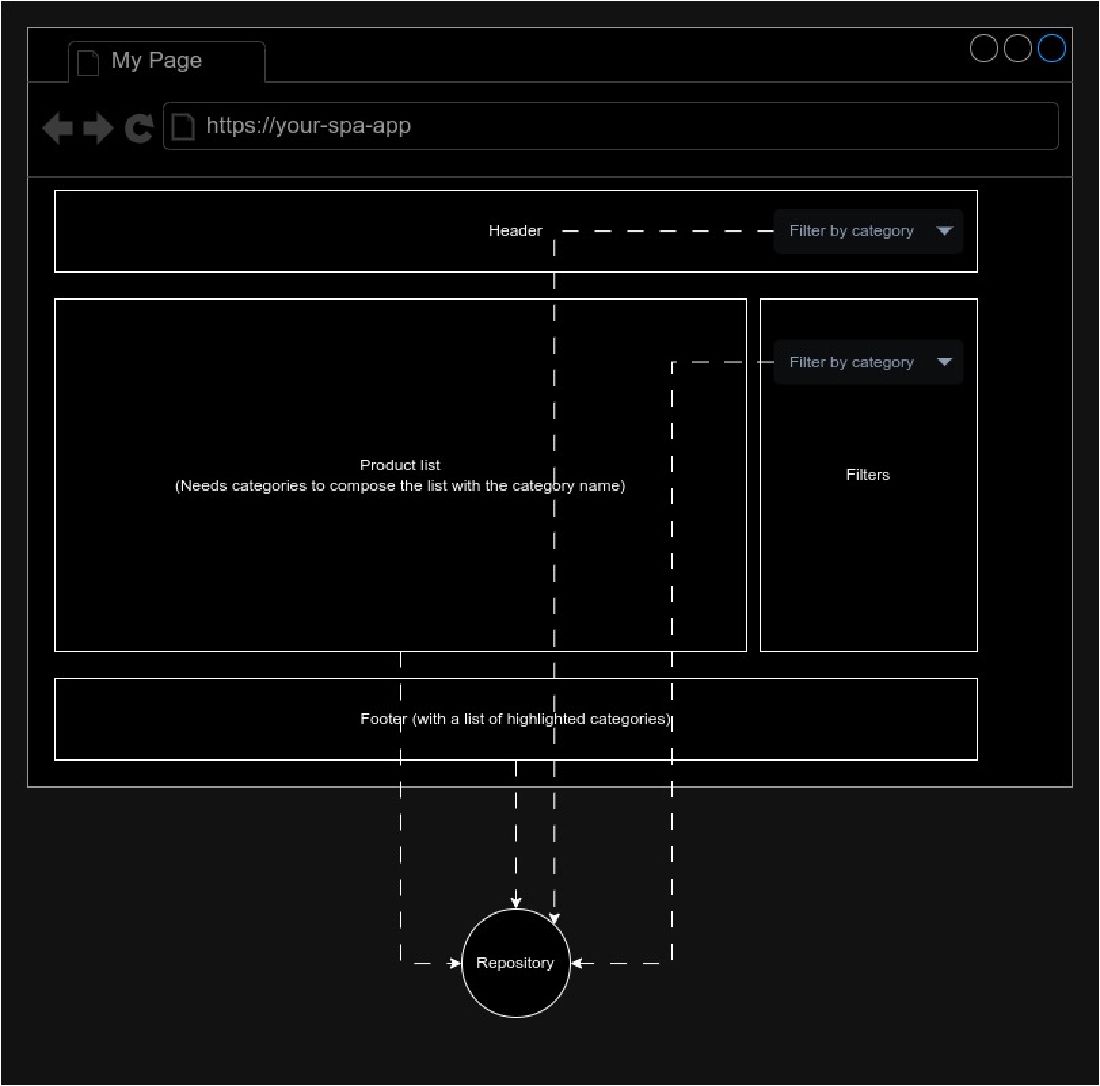 My Page
https://your-spa-app
Header
Filter by category
Filter by category
Product list
(Needs categories to compose the list with the category name)
Filters
Footer (with a list of highlighted categories)
Repository